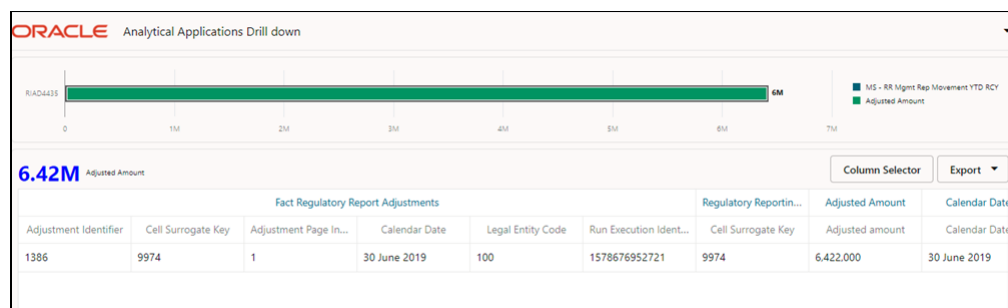 ORACLE Analytical Applications Drill down
RIAD4435 6M
MS - RR Mgmt Rep Movement YTD RCY
Adjusted Amount
0 1M 2M 3M 4M 5M 6M 7M
6.42M Adjusted Amount Column Selector Export
Fact Regulatory Report Adjustments Regulatory Reportin... Adjusted Amount Calendar Date
Adjustment Identifier Cell Surrogate Key Adjustment Page In... Calendar Date Legal Entity Code Run Execution Ident... Cell Surrogate Key Adjusted amount Calendar Date
1386 9974 1 30 June 2019 100 1578676952721 9974 6,422,000 30 June 2019